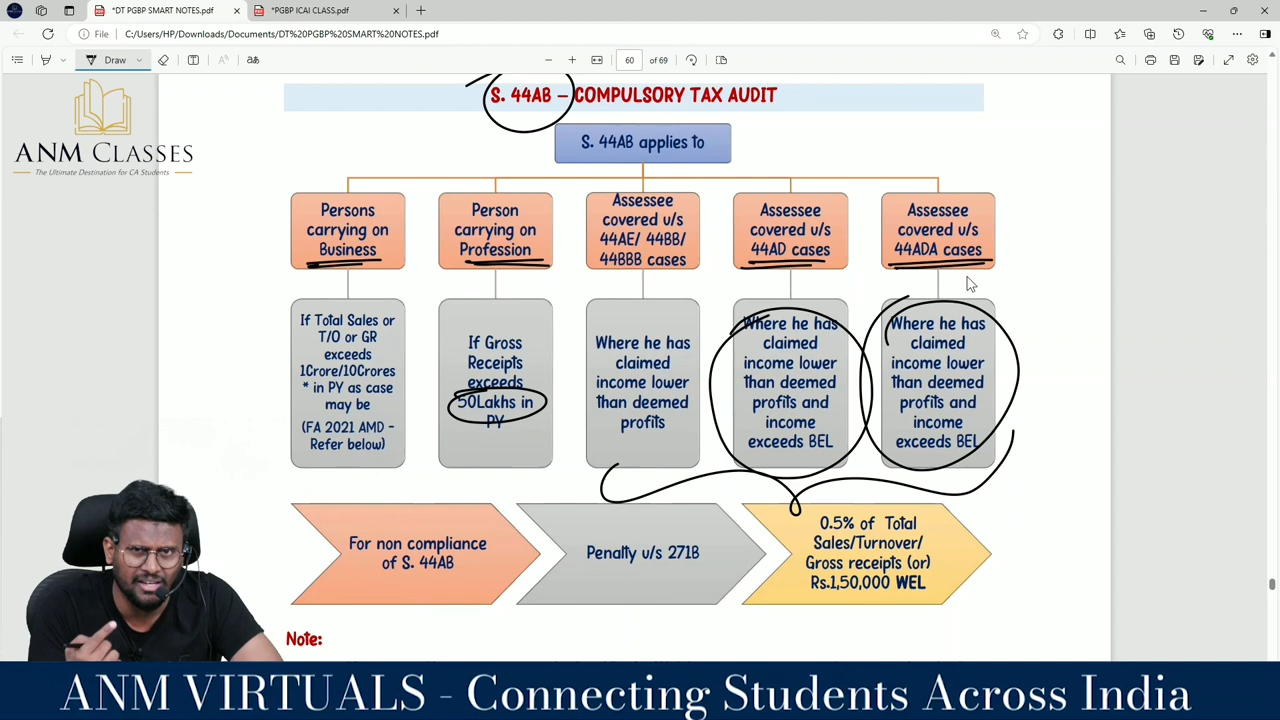 *DT PGBP SMART NOTES.pdf
*PGBP ICAI CLASS.pdf
File
C:/Users/HP/Downloads/Documents/DT%20PGBP%20SMART%20NOTES.pdf
Draw
60 of 69
ANM CLASSES
The Ultimate Destination for CA Students
S. 44AB – COMPULSORY TAX AUDIT
S. 44AB applies to
Persons
carrying on
Business
Person
carrying on
Profession
Assessee
covered u/s
44AE/ 44BB/
44BBB cases
Assessee
covered u/s
44AD cases
Assessee
covered u/s
44ADA cases
If Total Sales or
T/O or GR
exceeds
1Crore/10Crores
* in PY as case
may be
(FA 2021 AMD –
Refer below)
If Gross
Receipts
exceeds
50Lakhs in
PY
Where he has
claimed
income lower
than deemed
profits
Where he has
claimed
income lower
than deemed
profits and
income
exceeds BEL
Where he has
claimed
income lower
than deemed
profits and
income
exceeds BEL
For non compliance
of S. 44AB
Penalty u/s 271B
0.5% of Total
Sales/Turnover/
Gross receipts (or)
Rs.1,50,000 WEL
Note:
ANM VIRTUALS - Connecting Students Across India